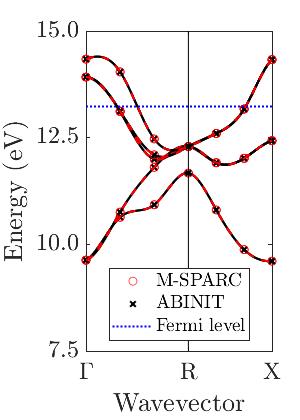 15.0
12.5
10.0
7.5
Energy (eV)
M-SPARC
ABINIT
Fermi level
Γ
R
X
Wavevector